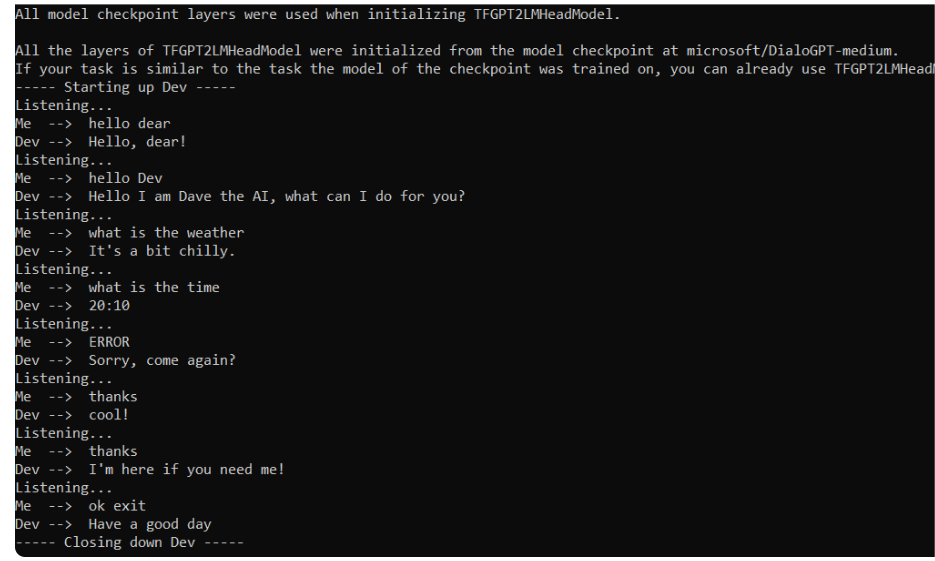 All model checkpoint layers were used when initializing TFGPT2LMHeadModel.
All the layers of TFGPT2LMHeadModel were initialized from the model checkpoint at microsoft/DialoGPT-medium.
If your task is similar to the task the model of the checkpoint was trained on, you can already use TFGPT2LMHead
----- Starting up Dev -----
Listening...
Me  -->  hello dear
Dev -->  Hello, dear!
Listening...
Me  -->  hello Dev
Dev -->  Hello I am Dave the AI, what can I do for you?
Listening...
Me  -->  what is the weather
Dev -->  It's a bit chilly.
Listening...
Me  -->  what is the time
Dev -->  20:10
Listening...
Me  -->  ERROR
Dev -->  Sorry, come again?
Listening...
Me  -->  thanks
Dev -->  cool!
Listening...
Me  -->  thanks
Dev -->  I'm here if you need me!
Listening...
Me  -->  ok exit
Dev -->  Have a good day
----- Closing down Dev -----